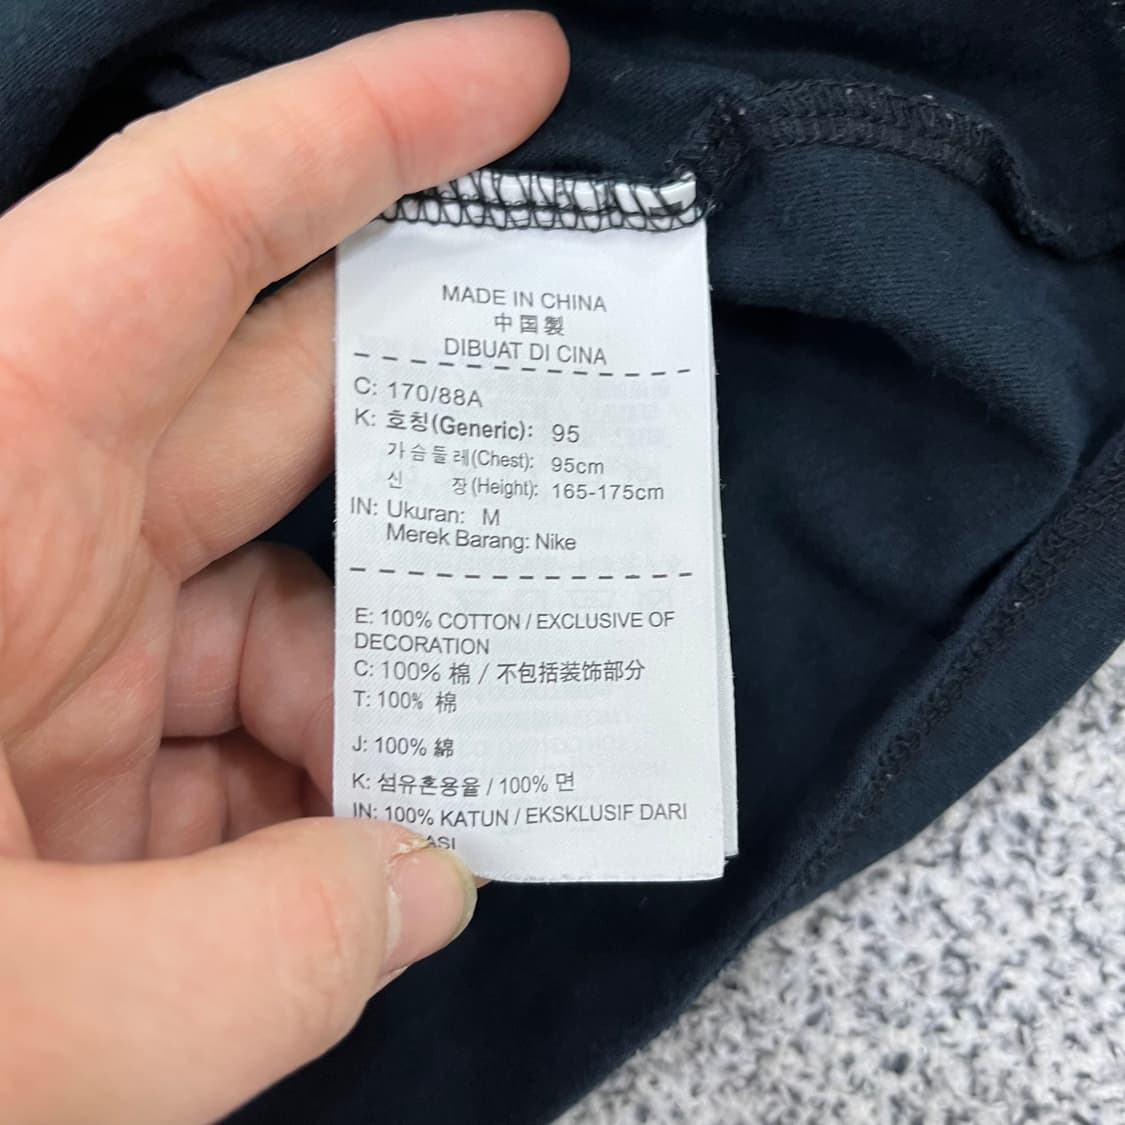 MADE IN CHINA
中国製
DIBUAT DI CINA
C: 170/88A
K: 호칭(Generic): 95
가슴둘레(Chest): 95cm
신 장(Height): 165-175cm
IN: Ukuran: M
Merek Barang: Nike
E: 100% COTTON / EXCLUSIVE OF
DECORATION
C: 100% 棉 / 不包括装饰部分
T: 100% 棉
J: 100% 綿
K: 섬유혼용율 / 100% 면
IN: 100% KATUN / EKSKLUSIF DARI